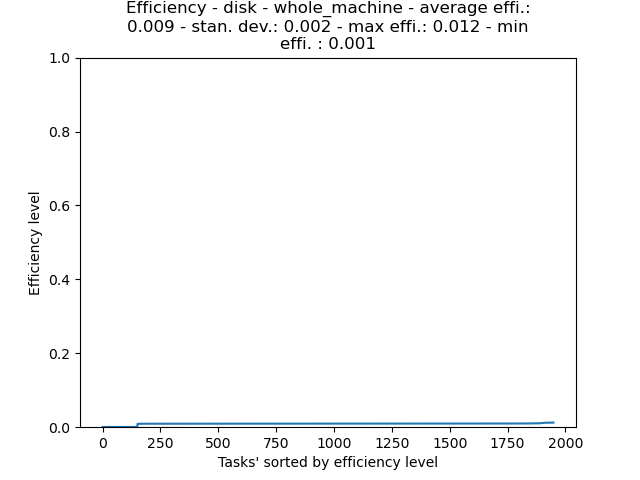 Efficiency - disk - whole_machine - average effi.:
0.009 - stan. dev.: 0.002 - max effi.: 0.012 - min
effi. : 0.001
1.0
0.8
0.6
0.4
0.2
0.0
Efficiency level
0 250 500 750 1000 1250 1500 1750 2000
Tasks' sorted by efficiency level